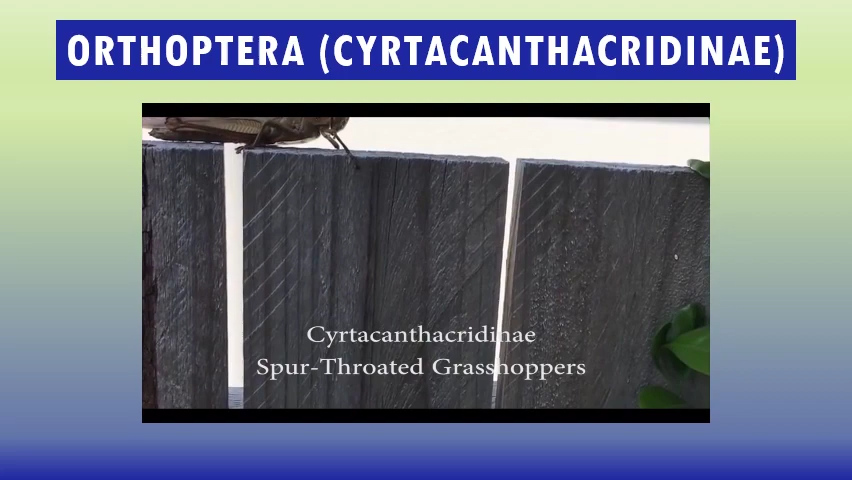 ORTHOPTERA (CYRTACANTHACRIDINAE)
Cyrtacanthacridinae
Spur-Throated Grasshoppers